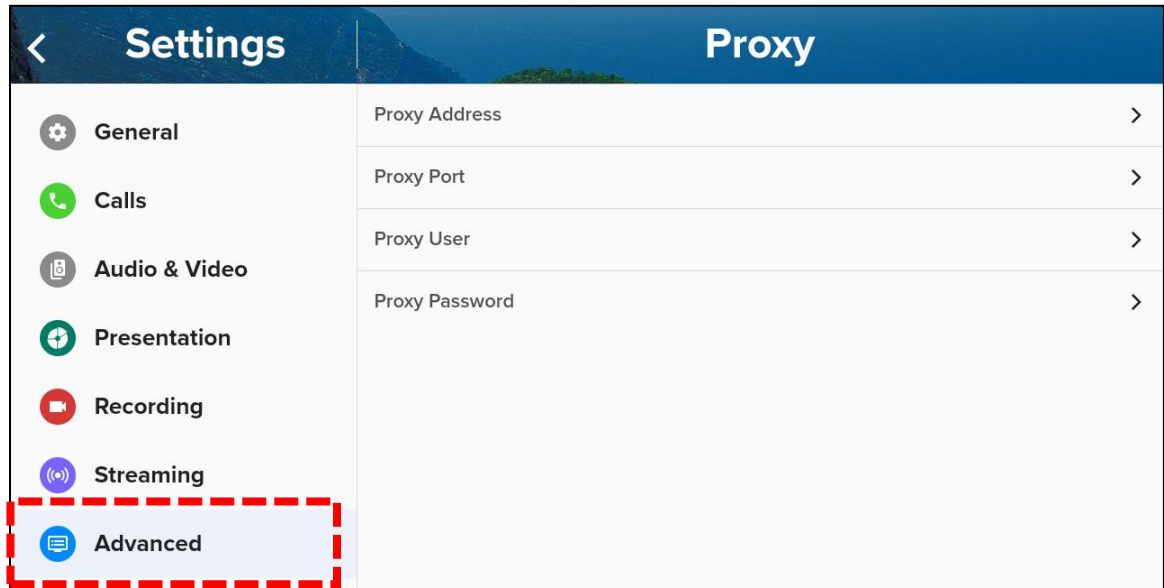 Settings
Proxy
General
Calls
Audio & Video
Presentation
Recording
Streaming
Advanced
Proxy Address
Proxy Port
Proxy User
Proxy Password